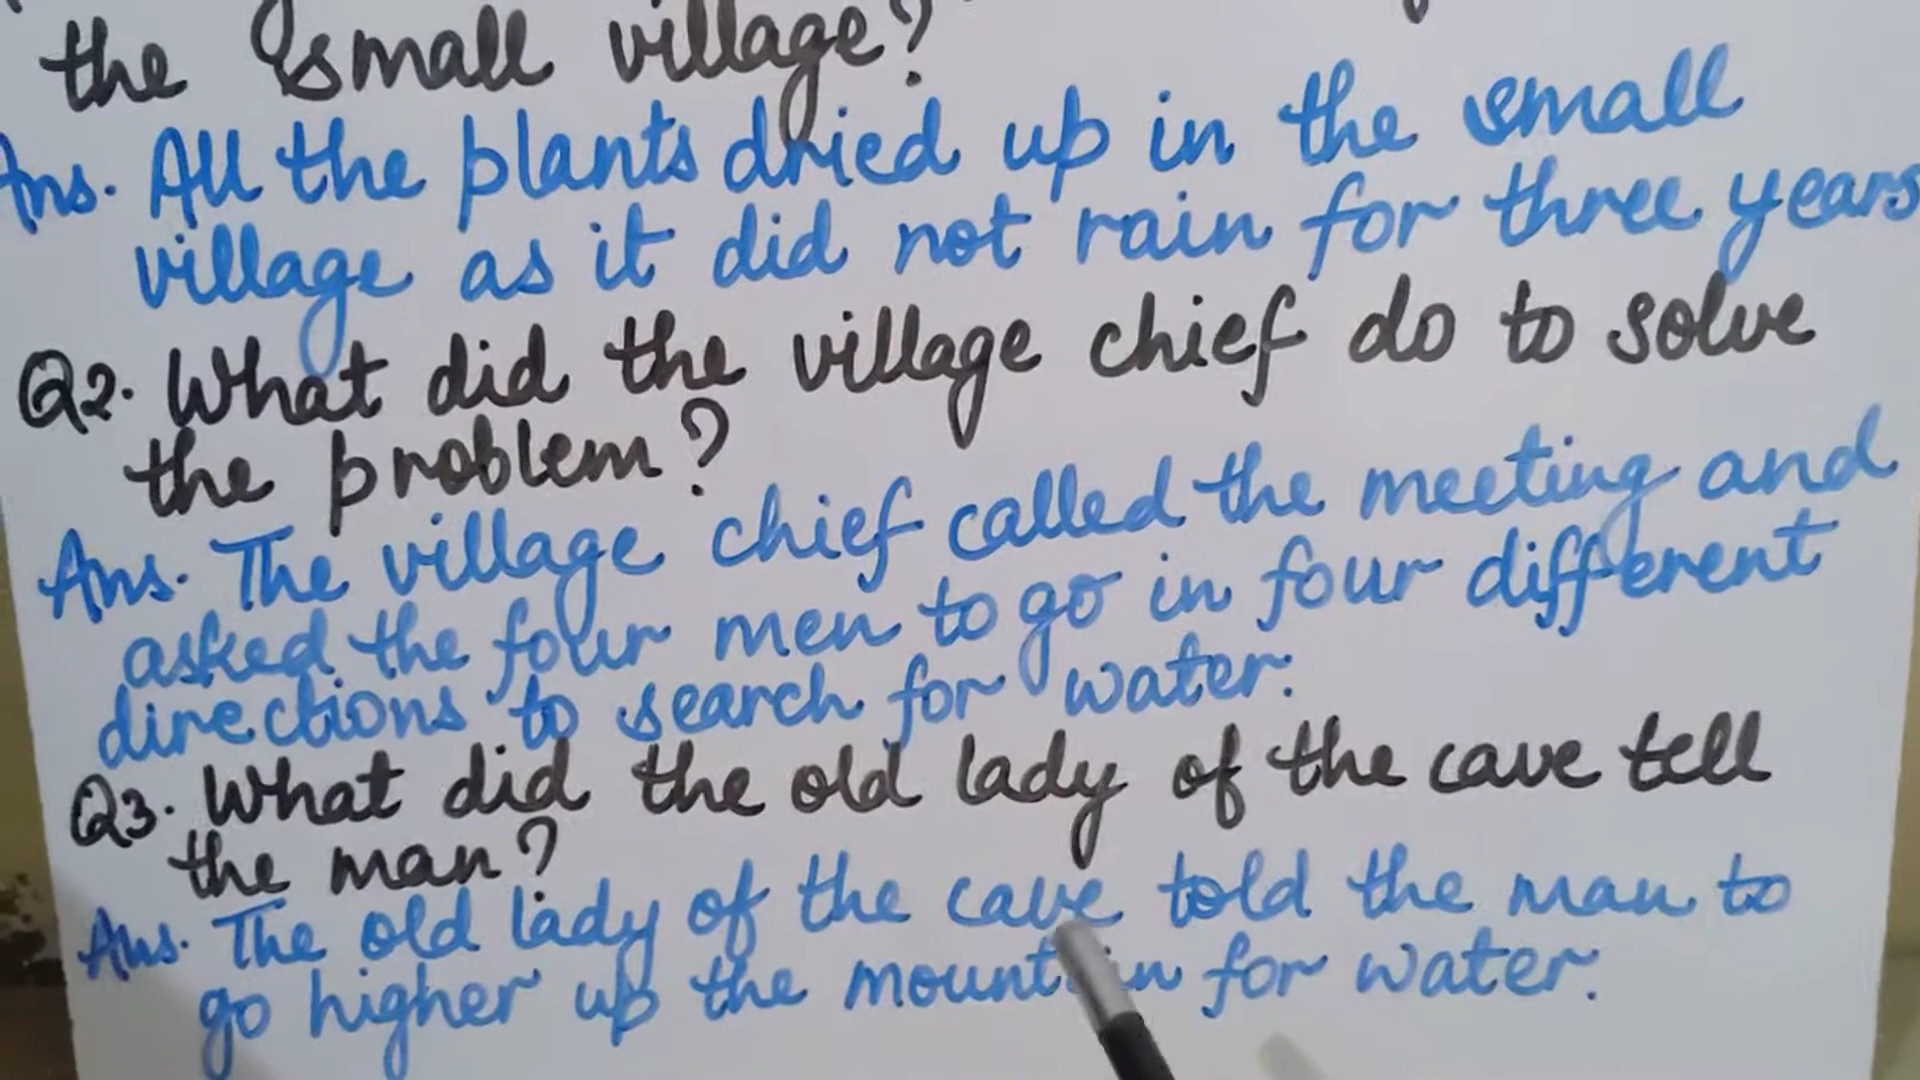 the small village?
Ans. All the plants dried up in the small
village as it did not rain for three years
Q2. What did the village chief do to solve
the problem?
Ans. The village chief called the meeting and
asked the four men to go in four different
directions to search for water.
Q3. What did the old lady of the cave tell
the man?
Ans. The old lady of the cave told the man to
go higher up the mountain for water.